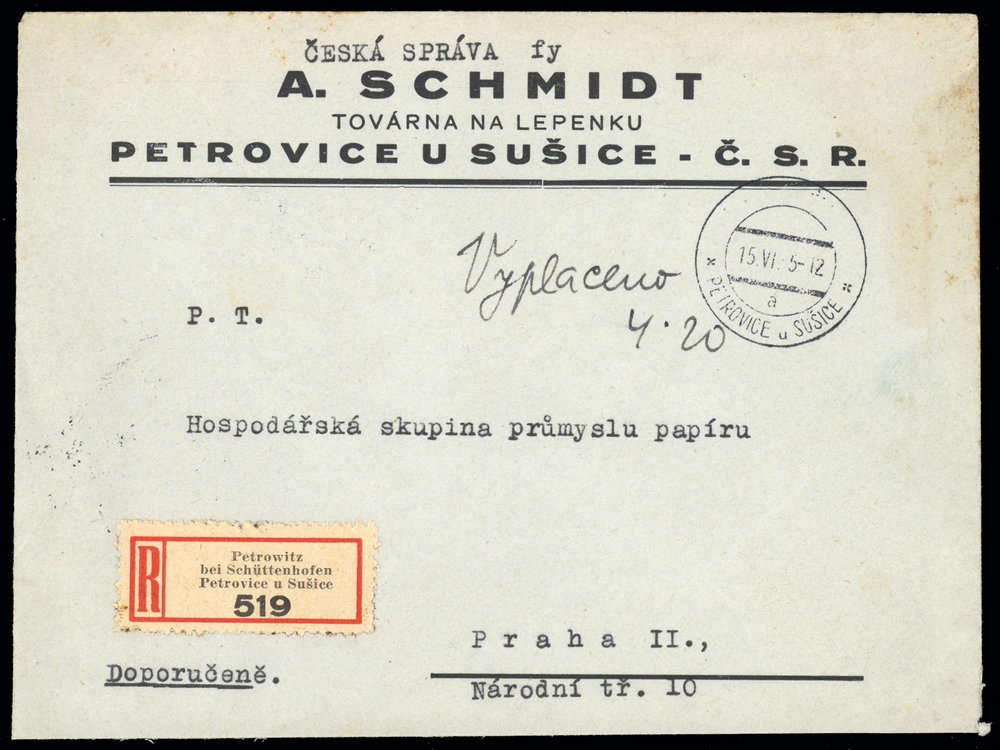 ČESKÁ SPRÁVA fy
A. SCHMIDT
TOVÁRNA NA LEPENKU
PETROVICE U SUŠICE - Č. S. R.
15.VI. 5-12
a
* PETROVICE u SUŠICE *
Vyplaceno
4.20
P. T.
Hospodářská skupina průmyslu papíru
R
Petrowitz
bei Schüttenhofen
Petrovice u Sušice
519
Praha II.,
Doporučeně.
Národní tř. 10